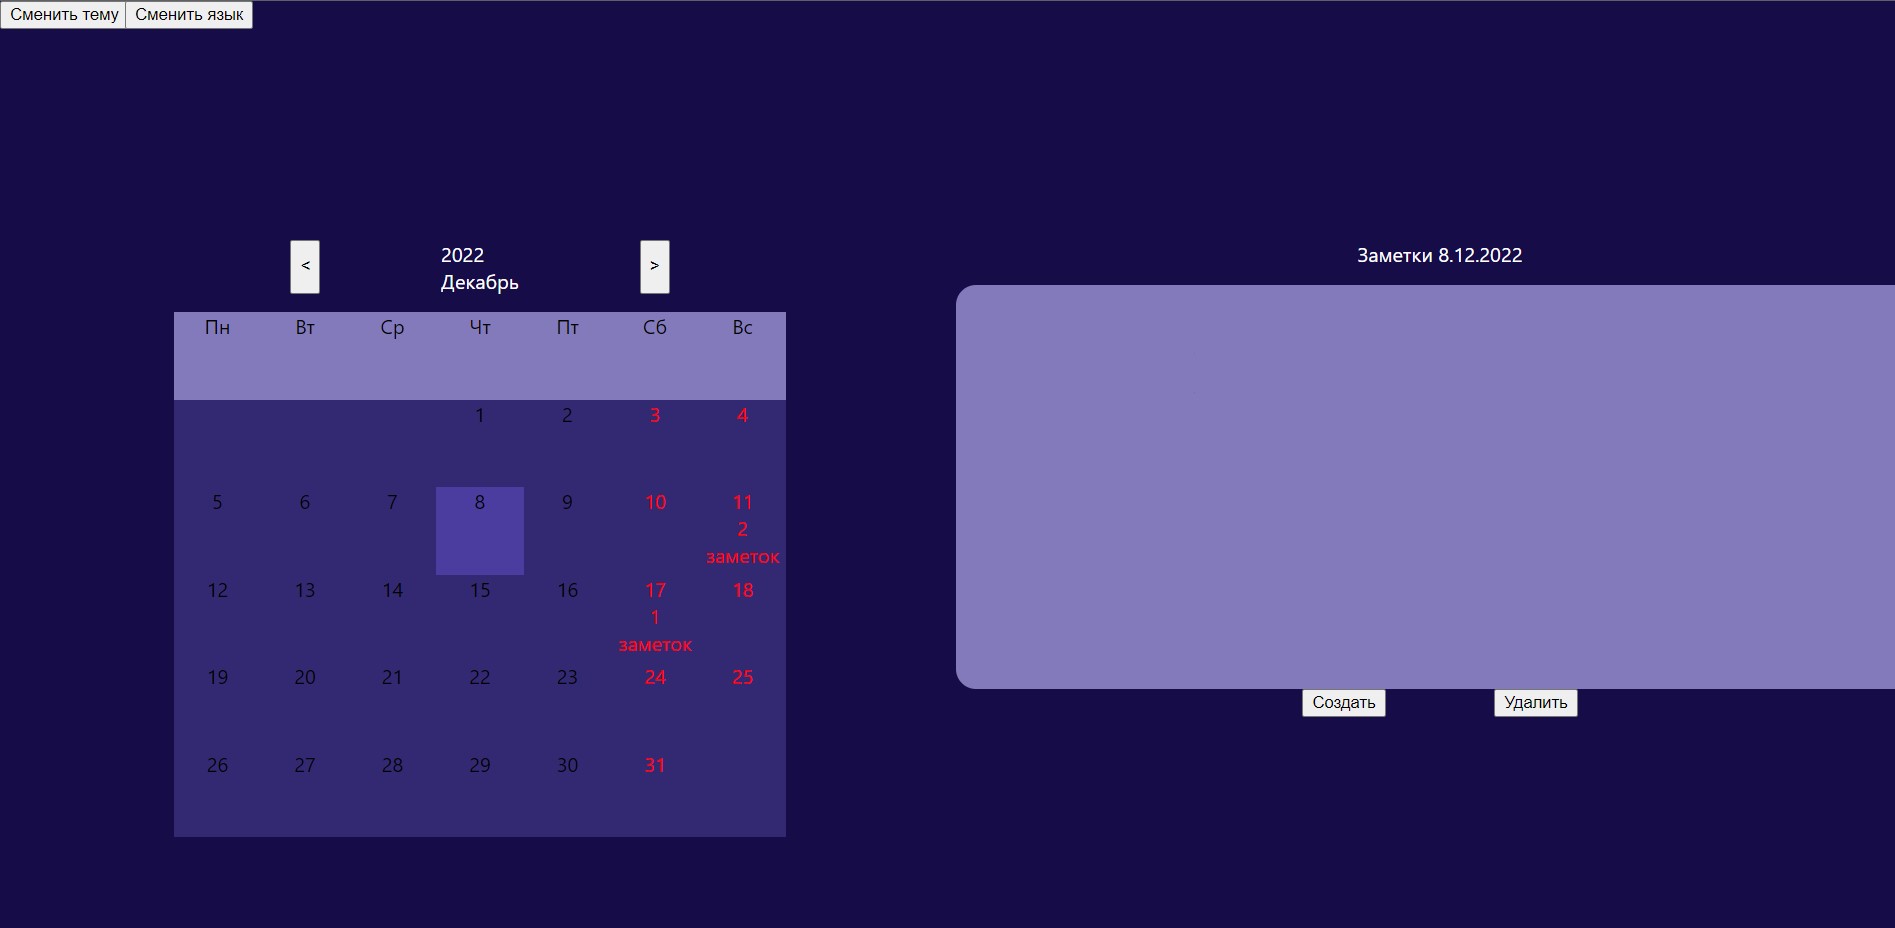 Сменить тему Сменить язык
< 2022 >
Декабрь
Заметки 8.12.2022
Пн Вт Ср Чт Пт Сб Вс
1 2 3 4
5 6 7 8 9 10 11
2
заметок
12 13 14 15 16 17 18
1
заметок
19 20 21 22 23 24 25
26 27 28 29 30 31
Создать Удалить